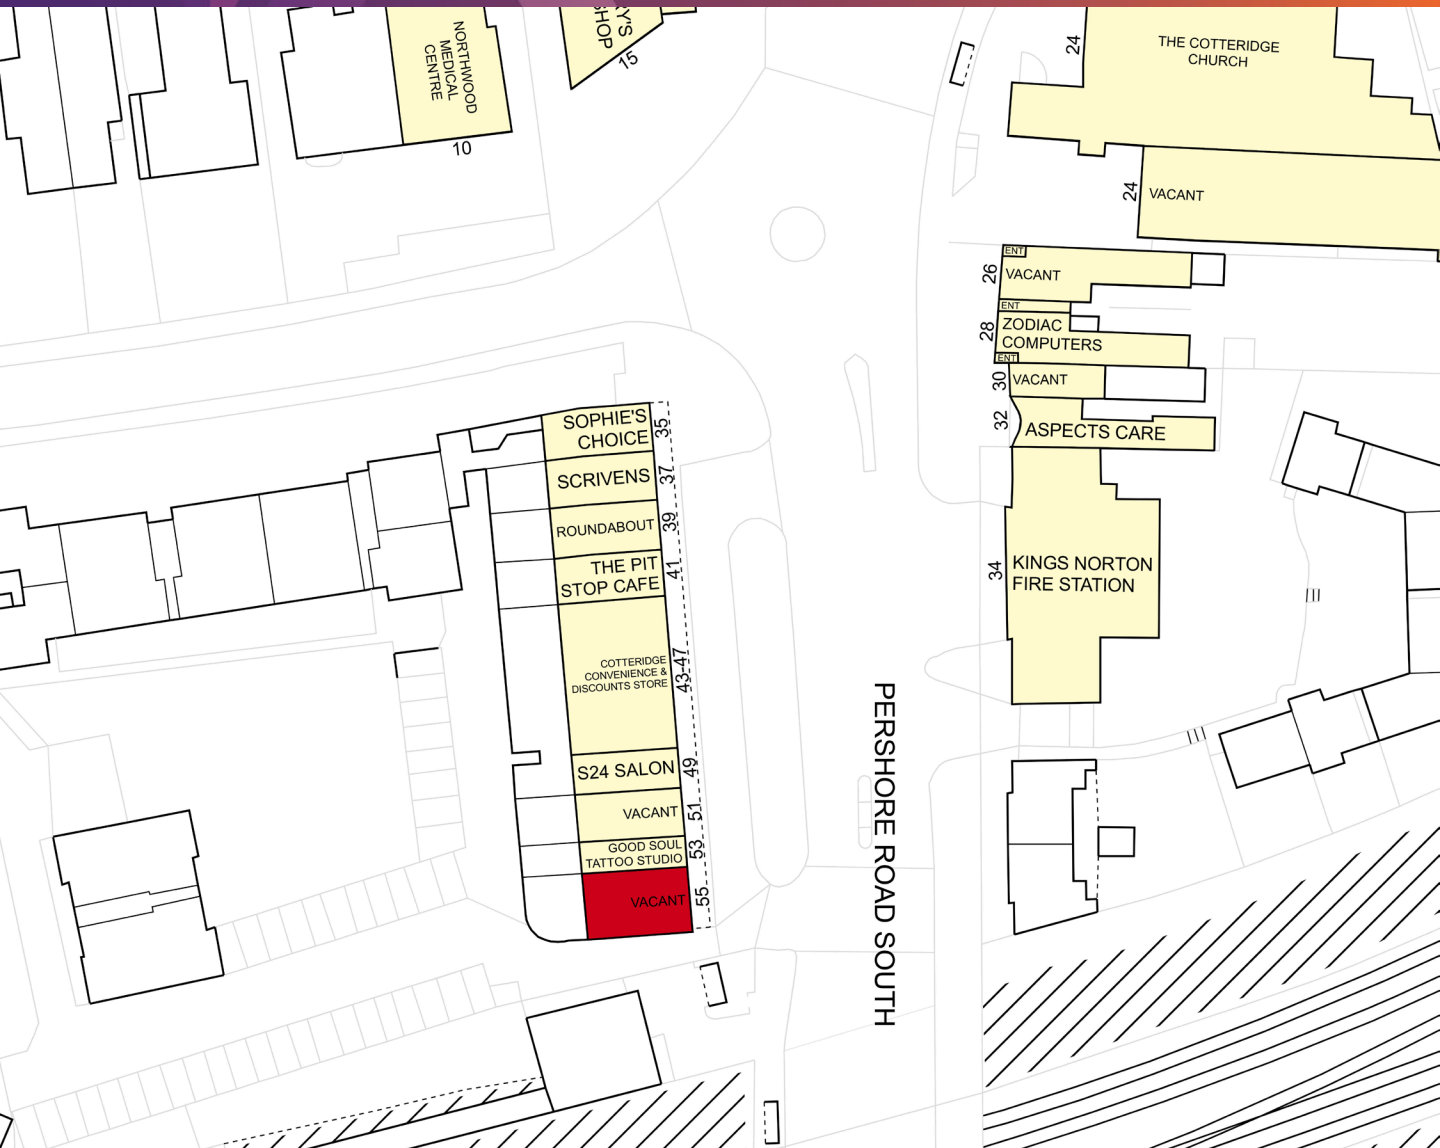 NORTHWOOD
MEDICAL
CENTRE
10
Y'S
SHOP
15
24
THE COTTERIDGE
CHURCH
24
VACANT
ENT
26
VACANT
ENT
28
ZODIAC
COMPUTERS
ENT
30
VACANT
32
ASPECTS CARE
34
KINGS NORTON
FIRE STATION
SOPHIE'S
CHOICE
35
SCRIVENS
37
ROUNDABOUT
39
THE PIT
STOP CAFE
41
COTTERIDGE
CONVENIENCE &
DISCOUNTS STORE
43-47
S24 SALON
49
VACANT
51
GOOD SOUL
TATTOO STUDIO
53
VACANT
55
PERSHORE ROAD SOUTH